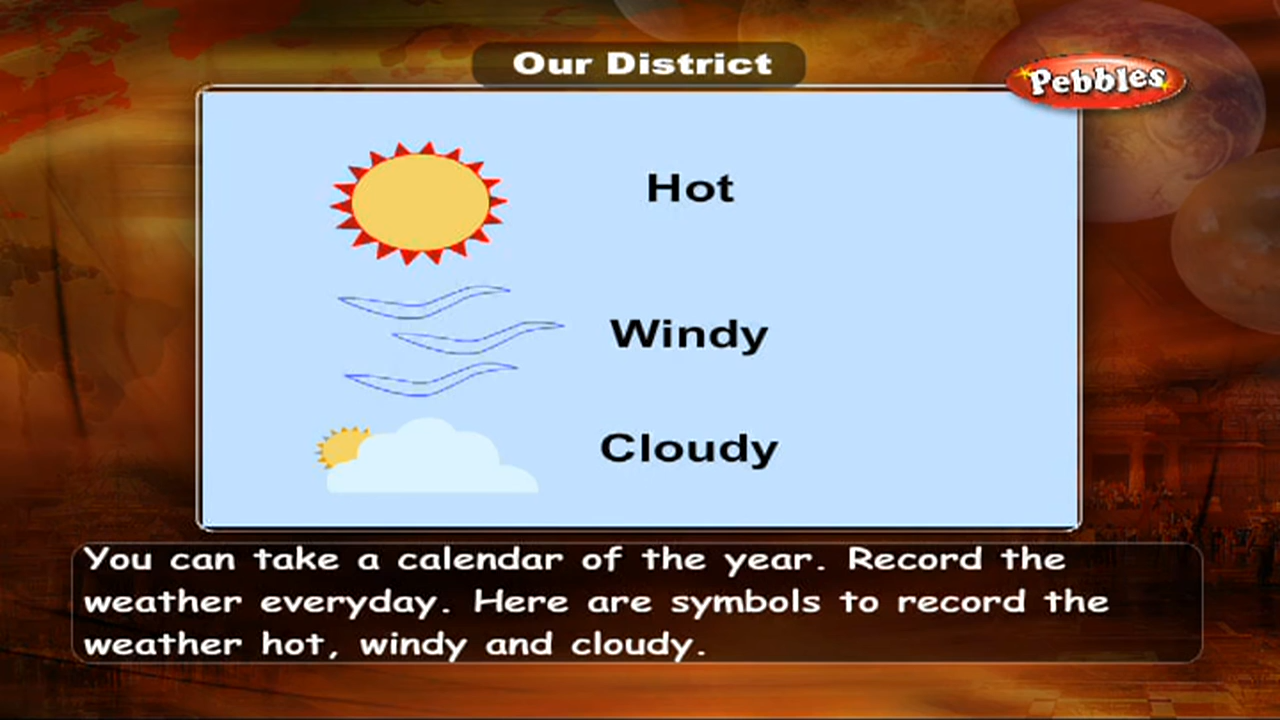 Our District
Pebbles
Hot
Windy
Cloudy
You can take a calendar of the year. Record the
weather everyday. Here are symbols to record the
weather hot, windy and cloudy.